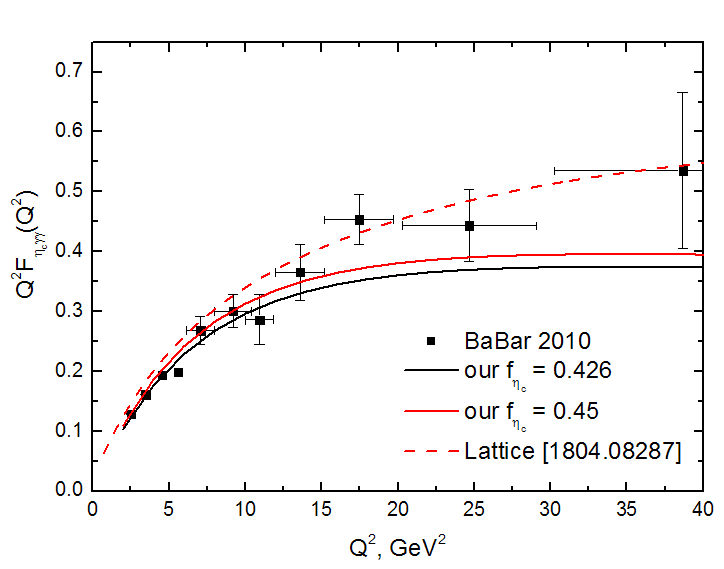 0.7
0.6
0.5
0.4
0.3
0.2
0.1
0.0
Q²F_ηcγγ(Q²)
BaBar 2010
our f_ηc = 0.426
our f_ηc = 0.45
Lattice [1804.08287]
0 5 10 15 20 25 30 35 40
Q², GeV²